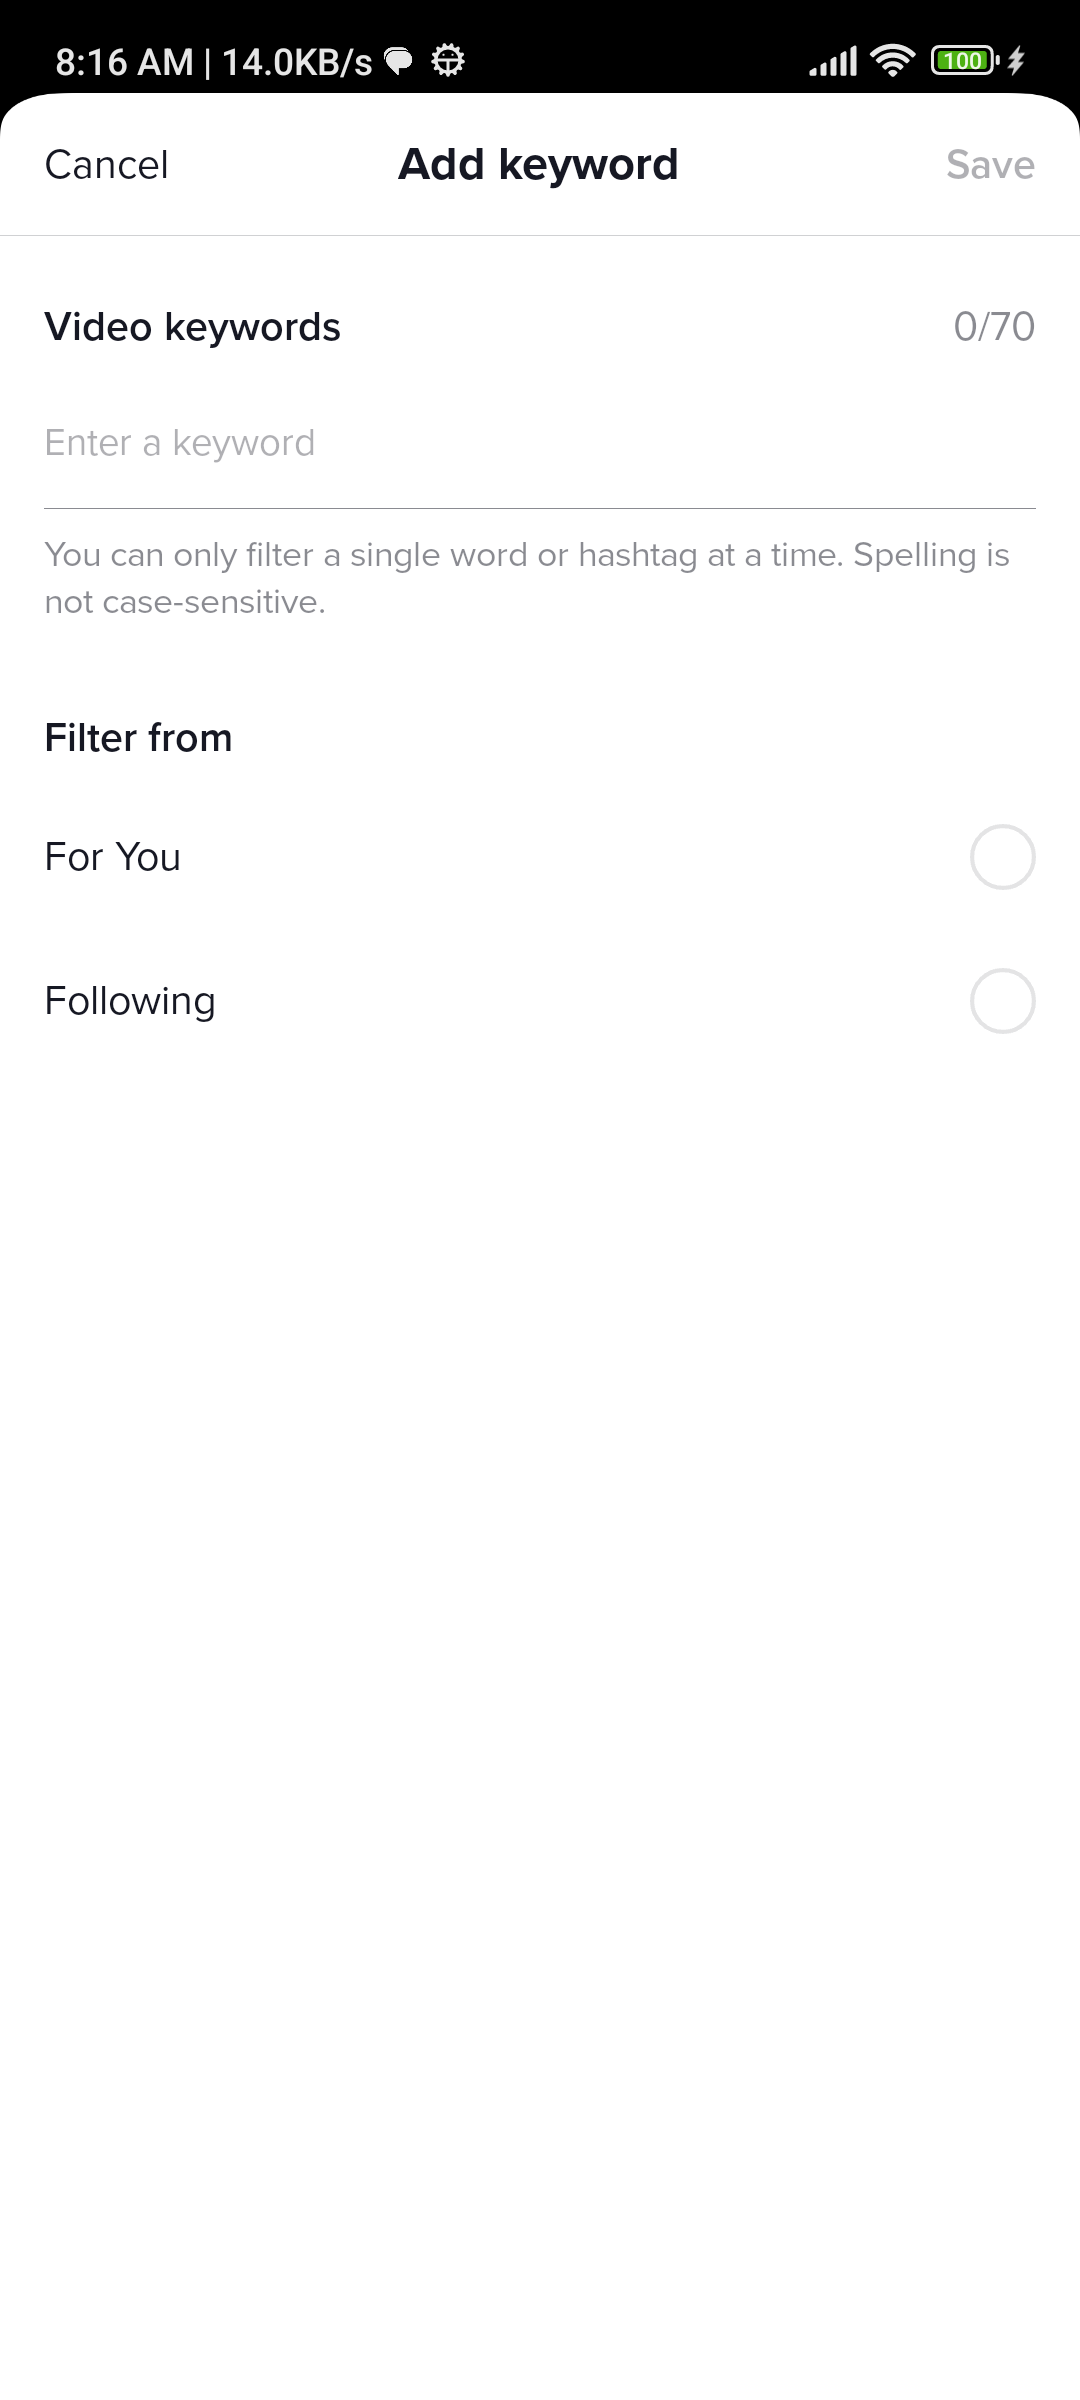 8:16 AM | 14.0KB/s
100
Cancel
Add keyword
Save
Video keywords
0/70
Enter a keyword
You can only filter a single word or hashtag at a time. Spelling is
not case-sensitive.
Filter from
For You
Following